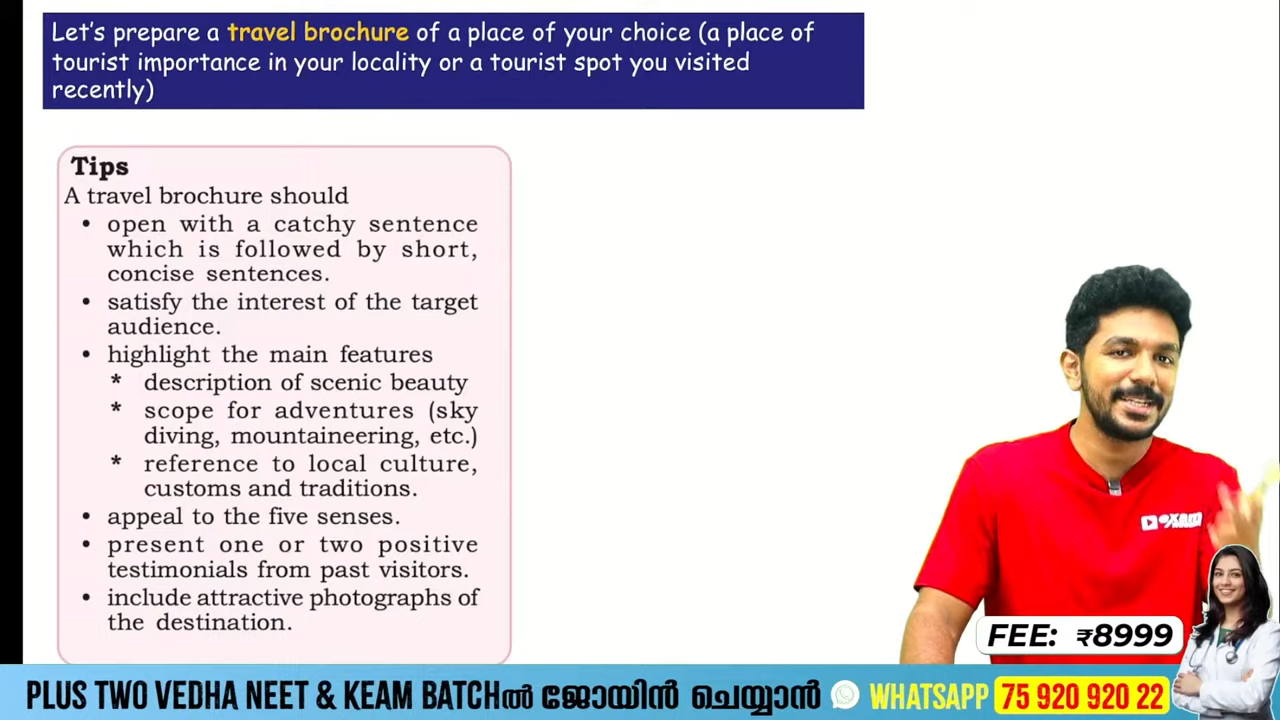 Let's prepare a travel brochure of a place of your choice (a place of
tourist importance in your locality or a tourist spot you visited
recently)
Tips
A travel brochure should
• open with a catchy sentence
which is followed by short,
concise sentences.
• satisfy the interest of the target
audience.
• highlight the main features
* description of scenic beauty
* scope for adventures (sky
diving, mountaineering, etc.)
* reference to local culture,
customs and traditions.
• appeal to the five senses.
• present one or two positive
testimonials from past visitors.
• include attractive photographs of
the destination.
exam
FEE: ₹8999
PLUS TWO VEDHA NEET & KEAM BATCHൽ ജോയിൻ ചെയ്യാൻ WHATSAPP 75 920 920 22